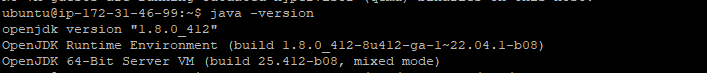 ubuntu@ip-172-31-46-99:~$ java -version
openjdk version "1.8.0_412"
OpenJDK Runtime Environment (build 1.8.0_412-8u412-ga-1~22.04.1-b08)
OpenJDK 64-Bit Server VM (build 25.412-b08, mixed mode)